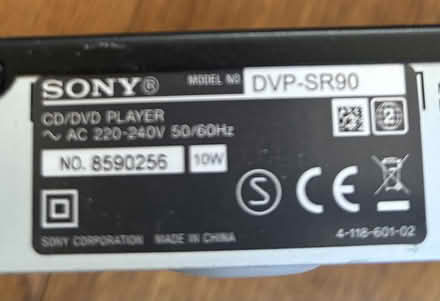 SONY® MODEL NO DVP-SR90
CD/DVD PLAYER
~ AC 220-240V 50/60Hz
2
NO. 8590256 10W
S CE
SONY CORPORATION MADE IN CHINA 4-118-601-02